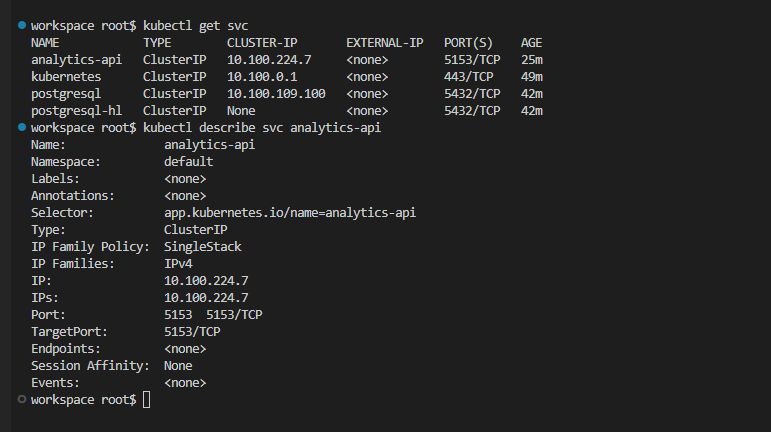 workspace root$ kubectl get svc
NAME TYPE CLUSTER-IP EXTERNAL-IP PORT(S) AGE
analytics-api ClusterIP 10.100.224.7 <none> 5153/TCP 25m
kubernetes ClusterIP 10.100.0.1 <none> 443/TCP 49m
postgresql ClusterIP 10.100.109.100 <none> 5432/TCP 42m
postgresql-hl ClusterIP None <none> 5432/TCP 42m
workspace root$ kubectl describe svc analytics-api
Name: analytics-api
Namespace: default
Labels: <none>
Annotations: <none>
Selector: app.kubernetes.io/name=analytics-api
Type: ClusterIP
IP Family Policy: SingleStack
IP Families: IPv4
IP: 10.100.224.7
IPs: 10.100.224.7
Port: 5153 5153/TCP
TargetPort: 5153/TCP
Endpoints: <none>
Session Affinity: None
Events: <none>
workspace root$